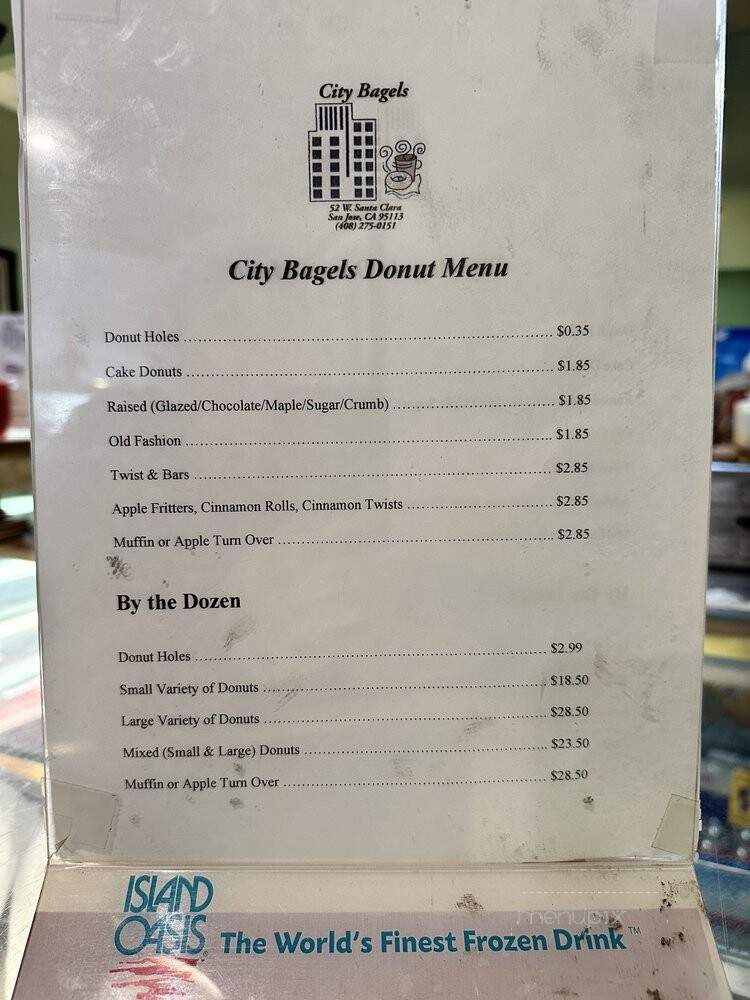 City Bagels
52 W. Santa Clara
San Jose, CA 95113
(408) 275-0151
City Bagels Donut Menu
Donut Holes ........ $0.35
Cake Donuts ........ $1.85
Raised (Glazed/Chocolate/Maple/Sugar/Crumb) ........ $1.85
Old Fashion ........ $1.85
Twist & Bars ........ $2.85
Apple Fritters, Cinnamon Rolls, Cinnamon Twists ........ $2.85
Muffin or Apple Turn Over ........ $2.85
By the Dozen
Donut Holes ........ $2.99
Small Variety of Donuts ........ $18.50
Large Variety of Donuts ........ $28.50
Mixed (Small & Large) Donuts ........ $23.50
Muffin or Apple Turn Over ........ $28.50
menupix
ISLAND
OASIS The World's Finest Frozen Drink™